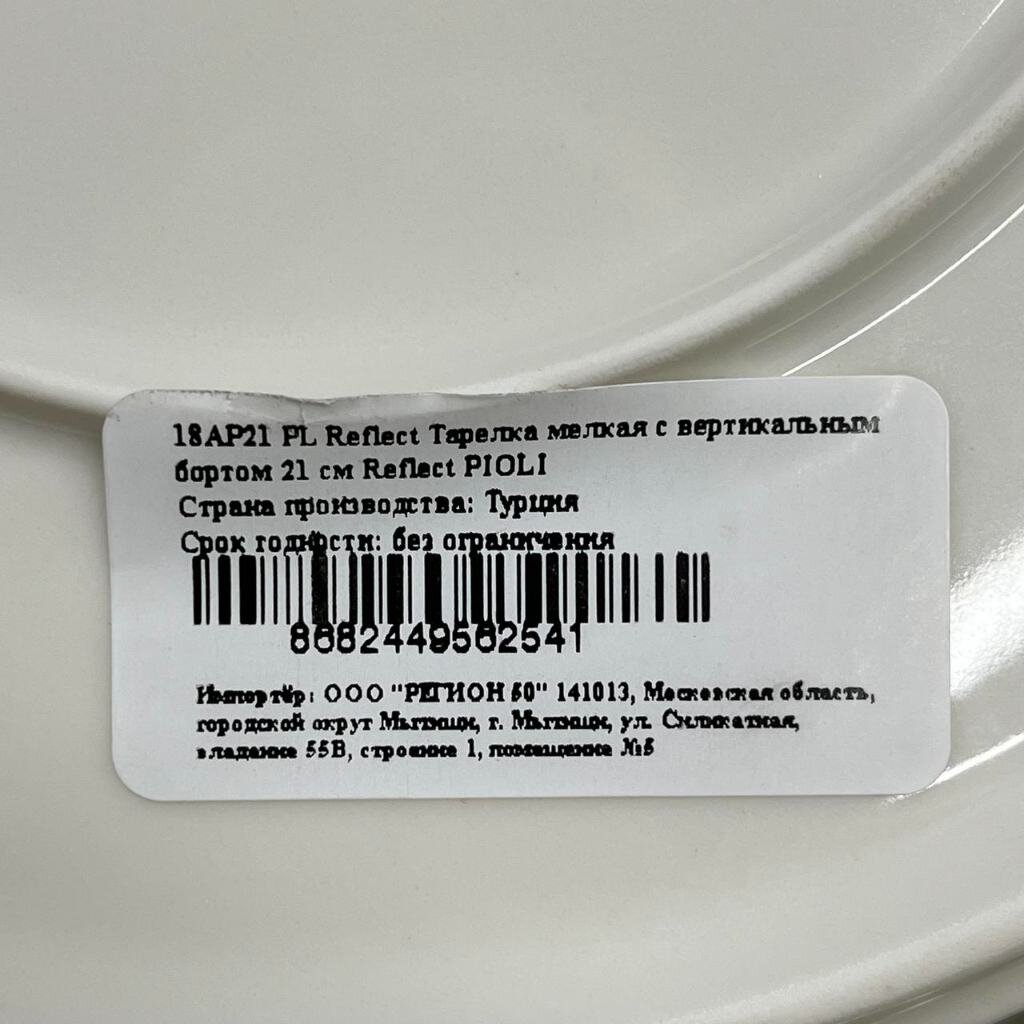 18AP21 PL Reflect Тарелка мелкая с вертикальным
бортом 21 см Reflect PIOLI
Страна производства: Турция
Срок годности: без ограничения
8682449562541
Импортёр: ООО "РЕГИОН 50" 141013, Московская область,
городской округ Мытищи, г. Мытищи, ул. Силикатная,
владание 55В, строение 1, помещение №5